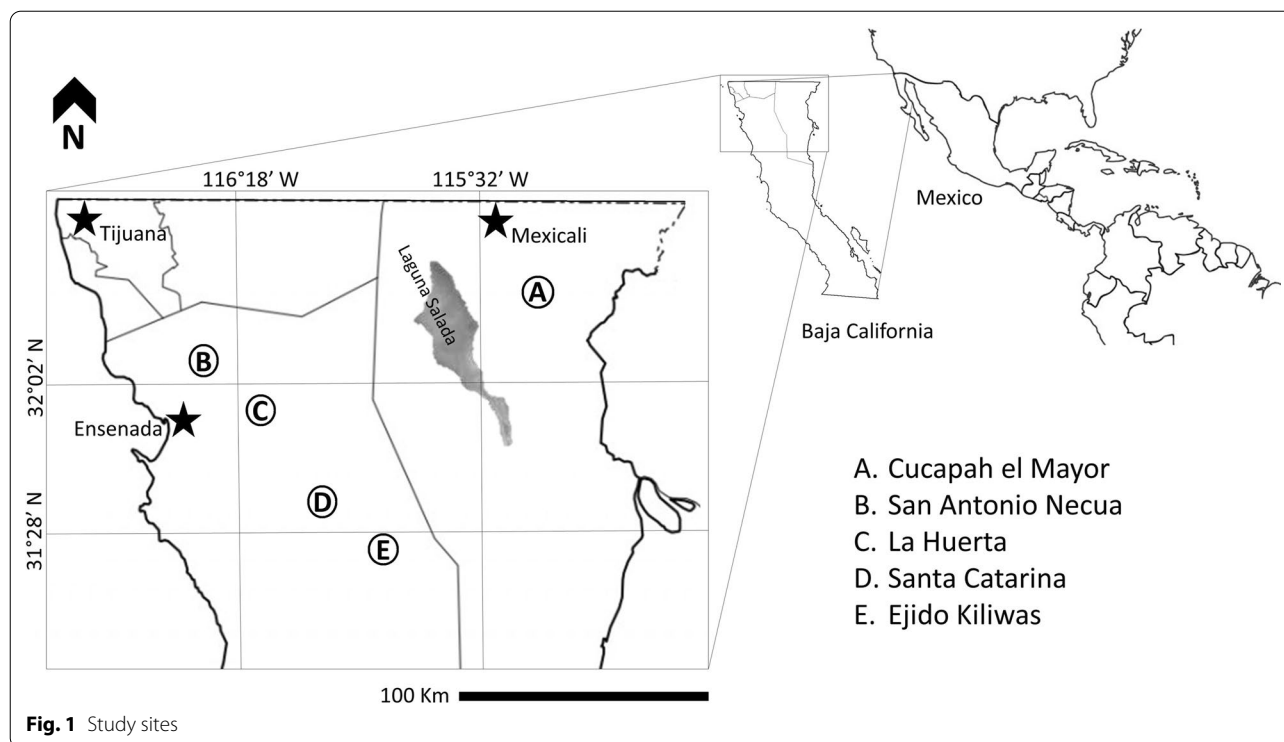 N
116°18’ W
115°32’ W
Mexico
Tijuana
Mexicali
Laguna Salada
A
Baja California
B
32°02’ N
C
Ensenada
A. Cucapah el Mayor
B. San Antonio Necua
C. La Huerta
D. Santa Catarina
E. Ejido Kiliwas
D
31°28’ N
E
100 Km
Fig. 1 Study sites